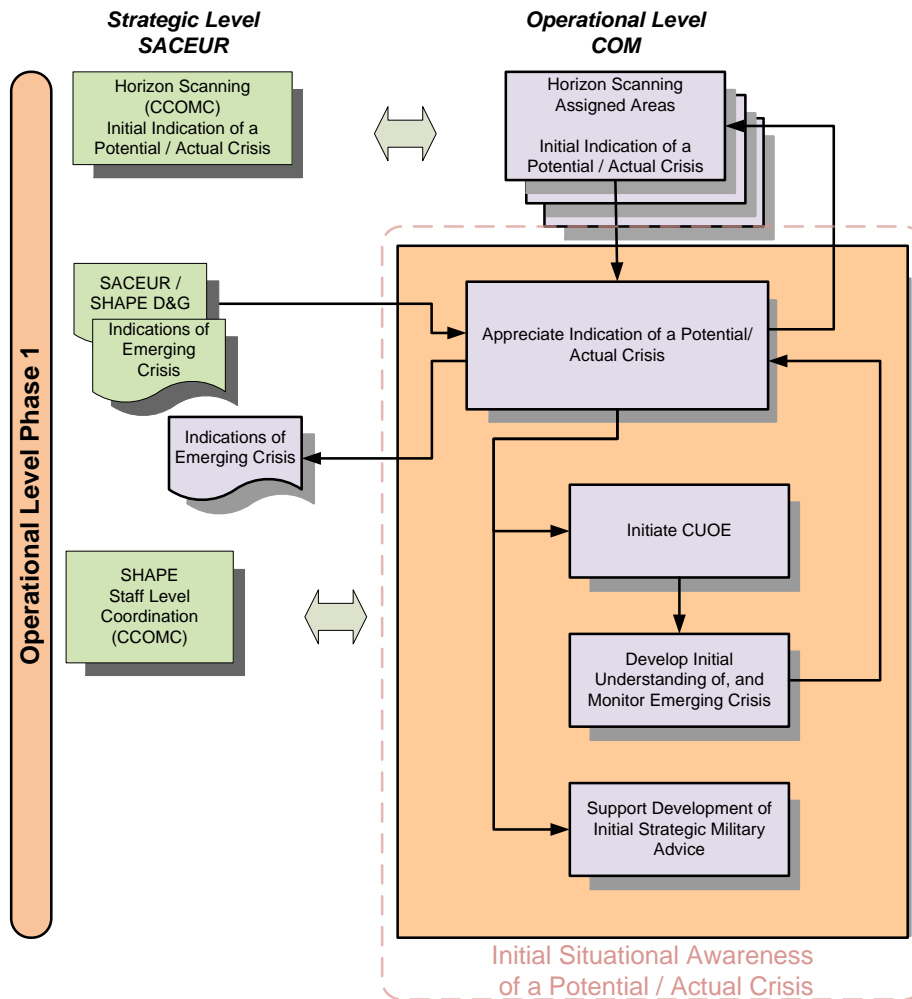 Strategic Level
SACEUR
Operational Level
COM
Operational Level Phase 1
Horizon Scanning
(CCOMC)
Initial Indication of a
Potential / Actual Crisis
Horizon Scanning
Assigned Areas
Initial Indication of a
Potential / Actual Crisis
SACEUR /
SHAPE D&G
Indications of
Emerging
Crisis
Appreciate Indication of a Potential/
Actual Crisis
Indications of
Emerging Crisis
Initiate CUOE
SHAPE
Staff Level
Coordination
(CCOMC)
Develop Initial
Understanding of, and
Monitor Emerging Crisis
Support Development of
Initial Strategic Military
Advice
Initial Situational Awareness
of a Potential / Actual Crisis